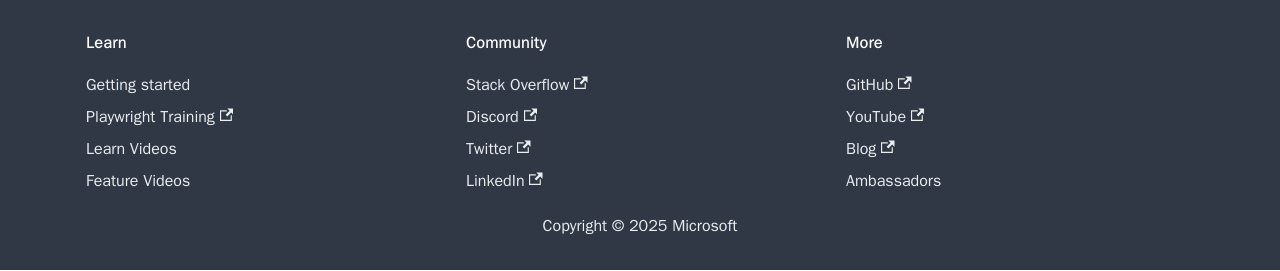 Learn
Getting started
Playwright Training
Learn Videos
Feature Videos
Community
Stack Overflow
Discord
Twitter
LinkedIn
More
GitHub
YouTube
Blog
Ambassadors
Copyright © 2025 Microsoft